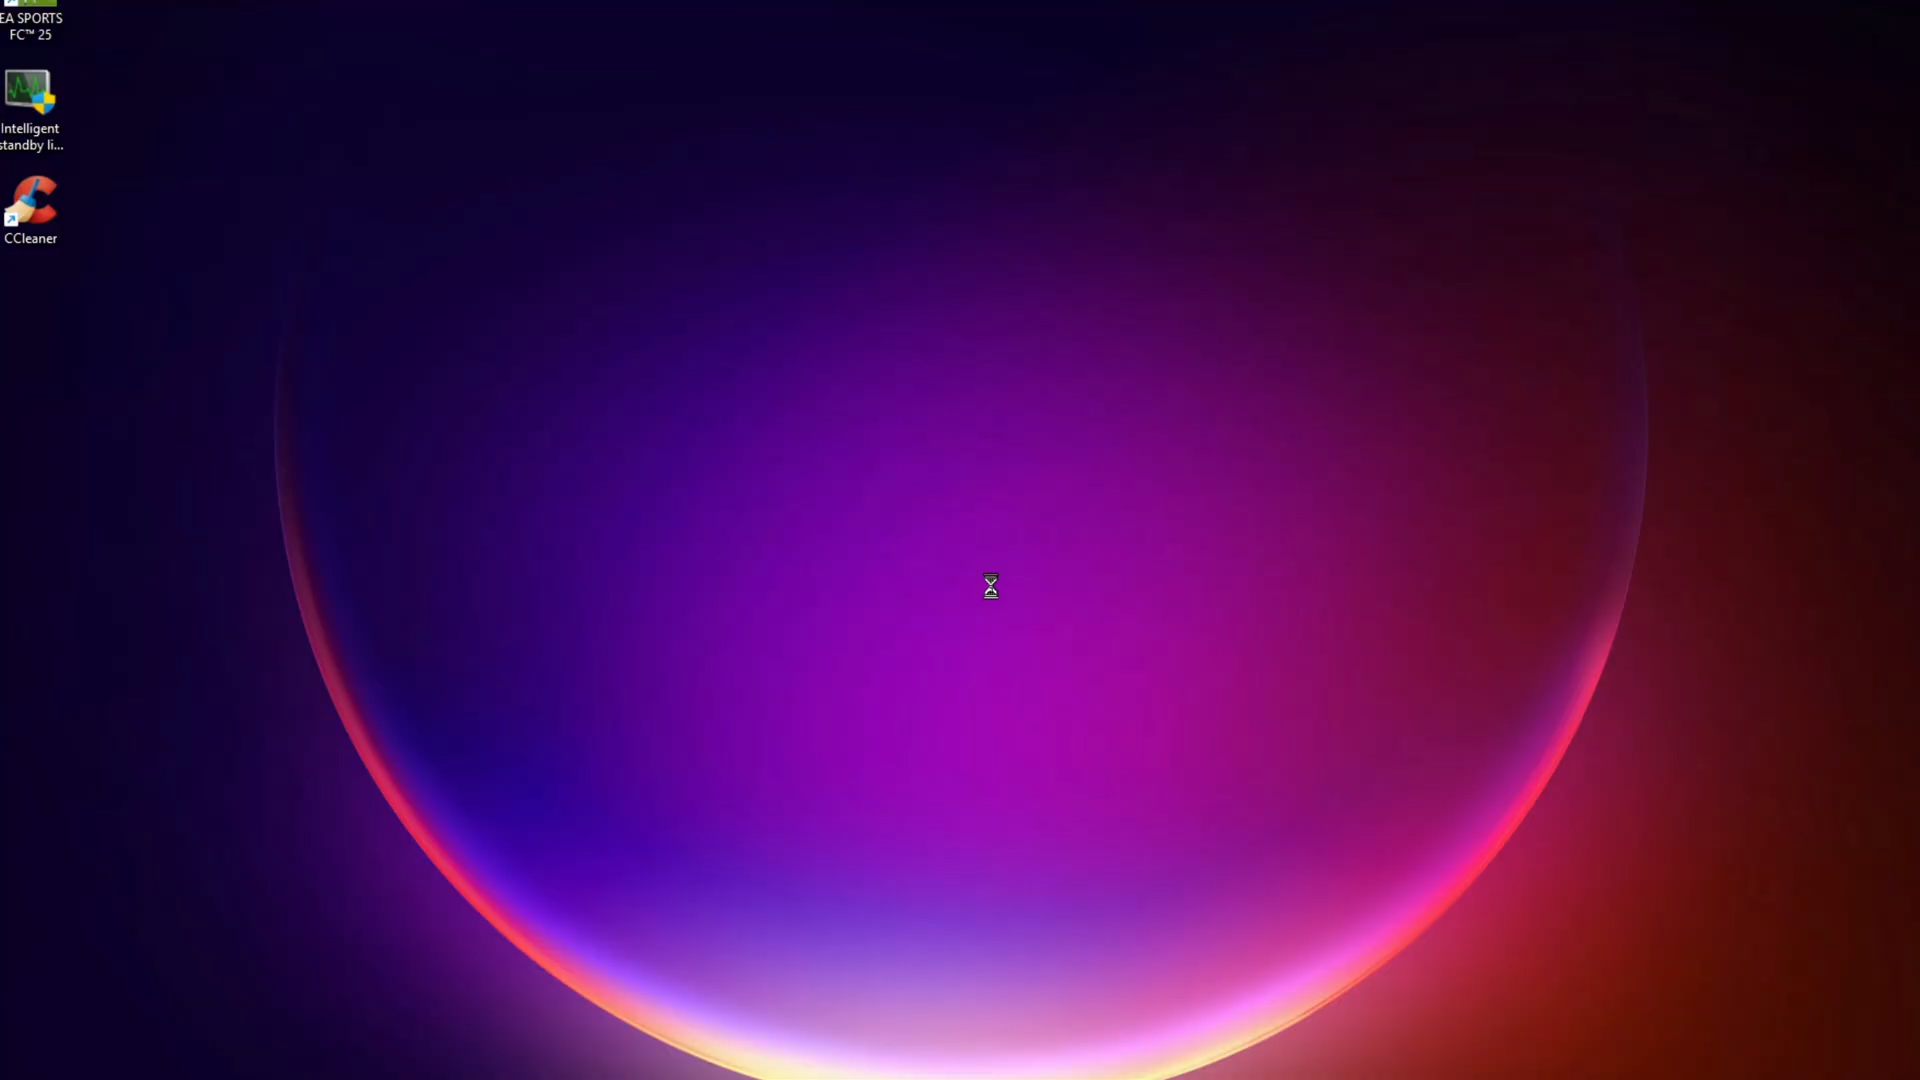 EA SPORTS
FC™ 25
Intelligent
standby li...
CCleaner